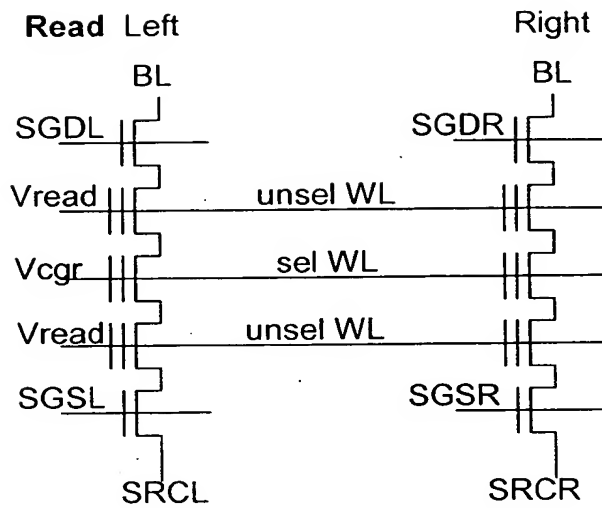 Read Left Right
BL BL
SGDL SGDR
Vread unsel WL
Vcgr sel WL
Vread unsel WL
SGSL SGSR
SRCL SRCR